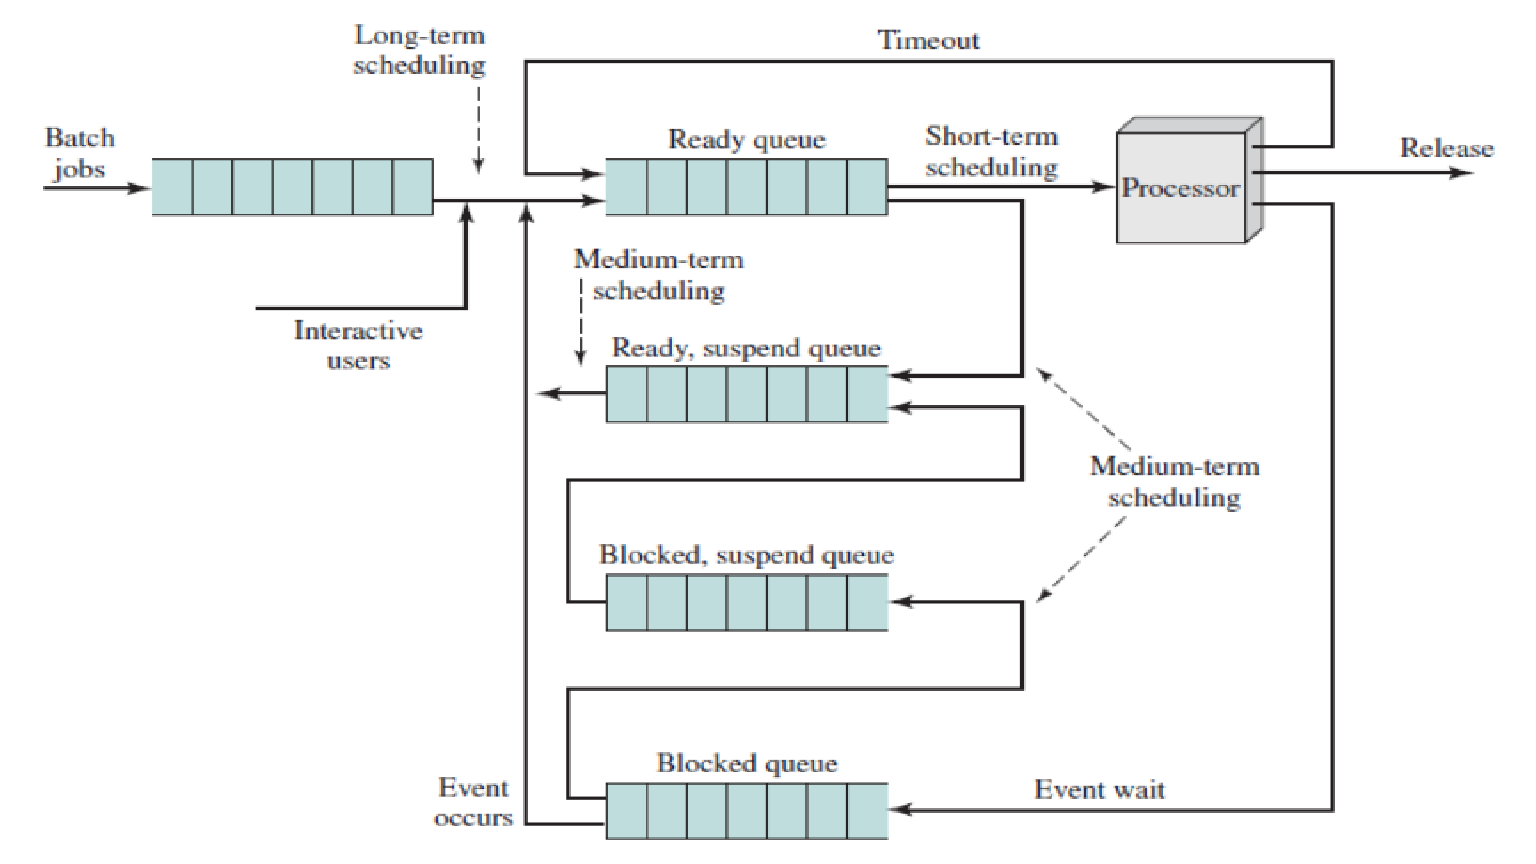 Long-term
scheduling
Timeout
Batch
jobs
Ready queue
Short-term
scheduling
Processor
Release
Interactive
users
Medium-term
scheduling
Ready, suspend queue
Medium-term
scheduling
Blocked, suspend queue
Blocked queue
Event
occurs
Event wait